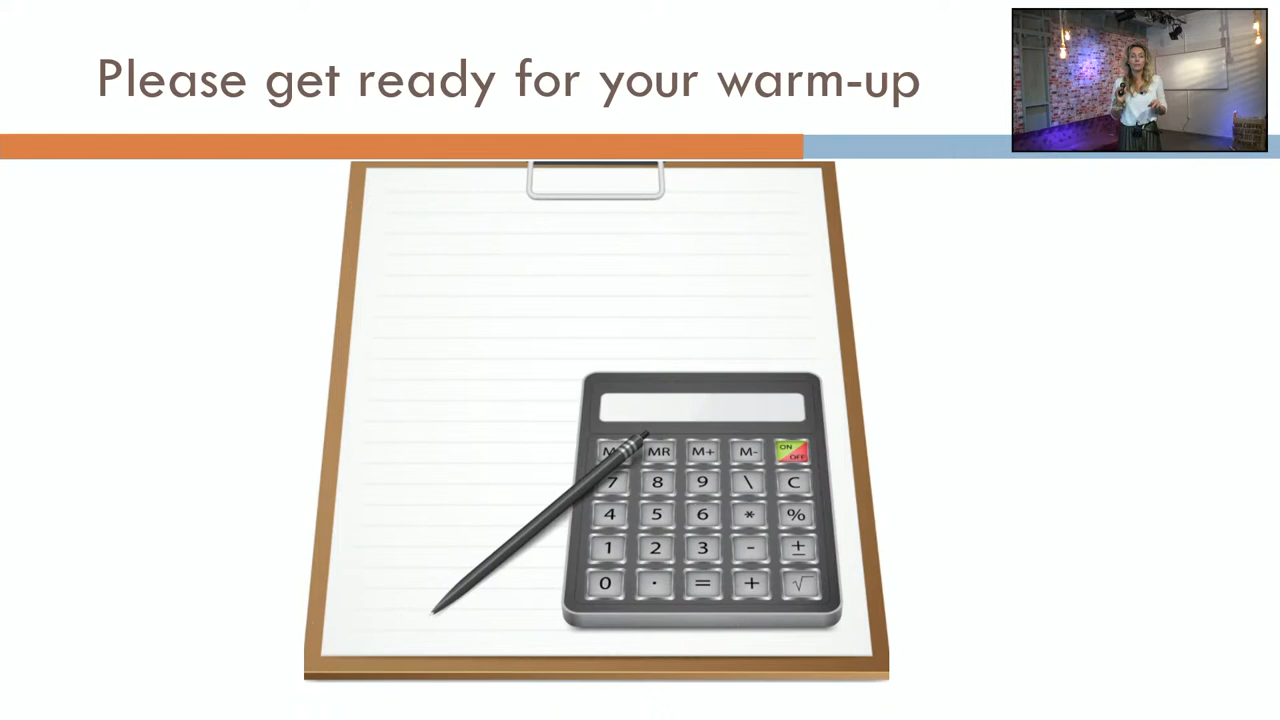 Please get ready for your warm-up
M MR M+ M- ON OFF
7 8 9 \ C
4 5 6 * %
1 2 3 - ±
0 . = + √